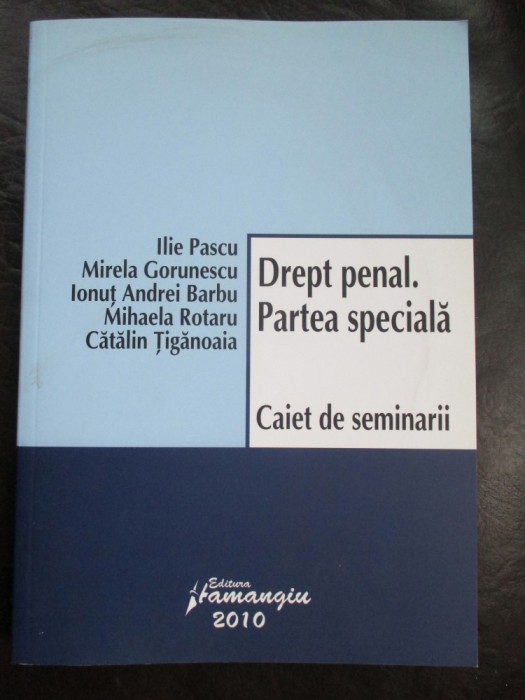 Ilie Pascu
Mirela Gorunescu
Ionuț Andrei Barbu
Mihaela Rotaru
Cătălin Țigănoaia
Drept penal.
Partea specială
Caiet de seminarii
Editura
Hamangiu
2010